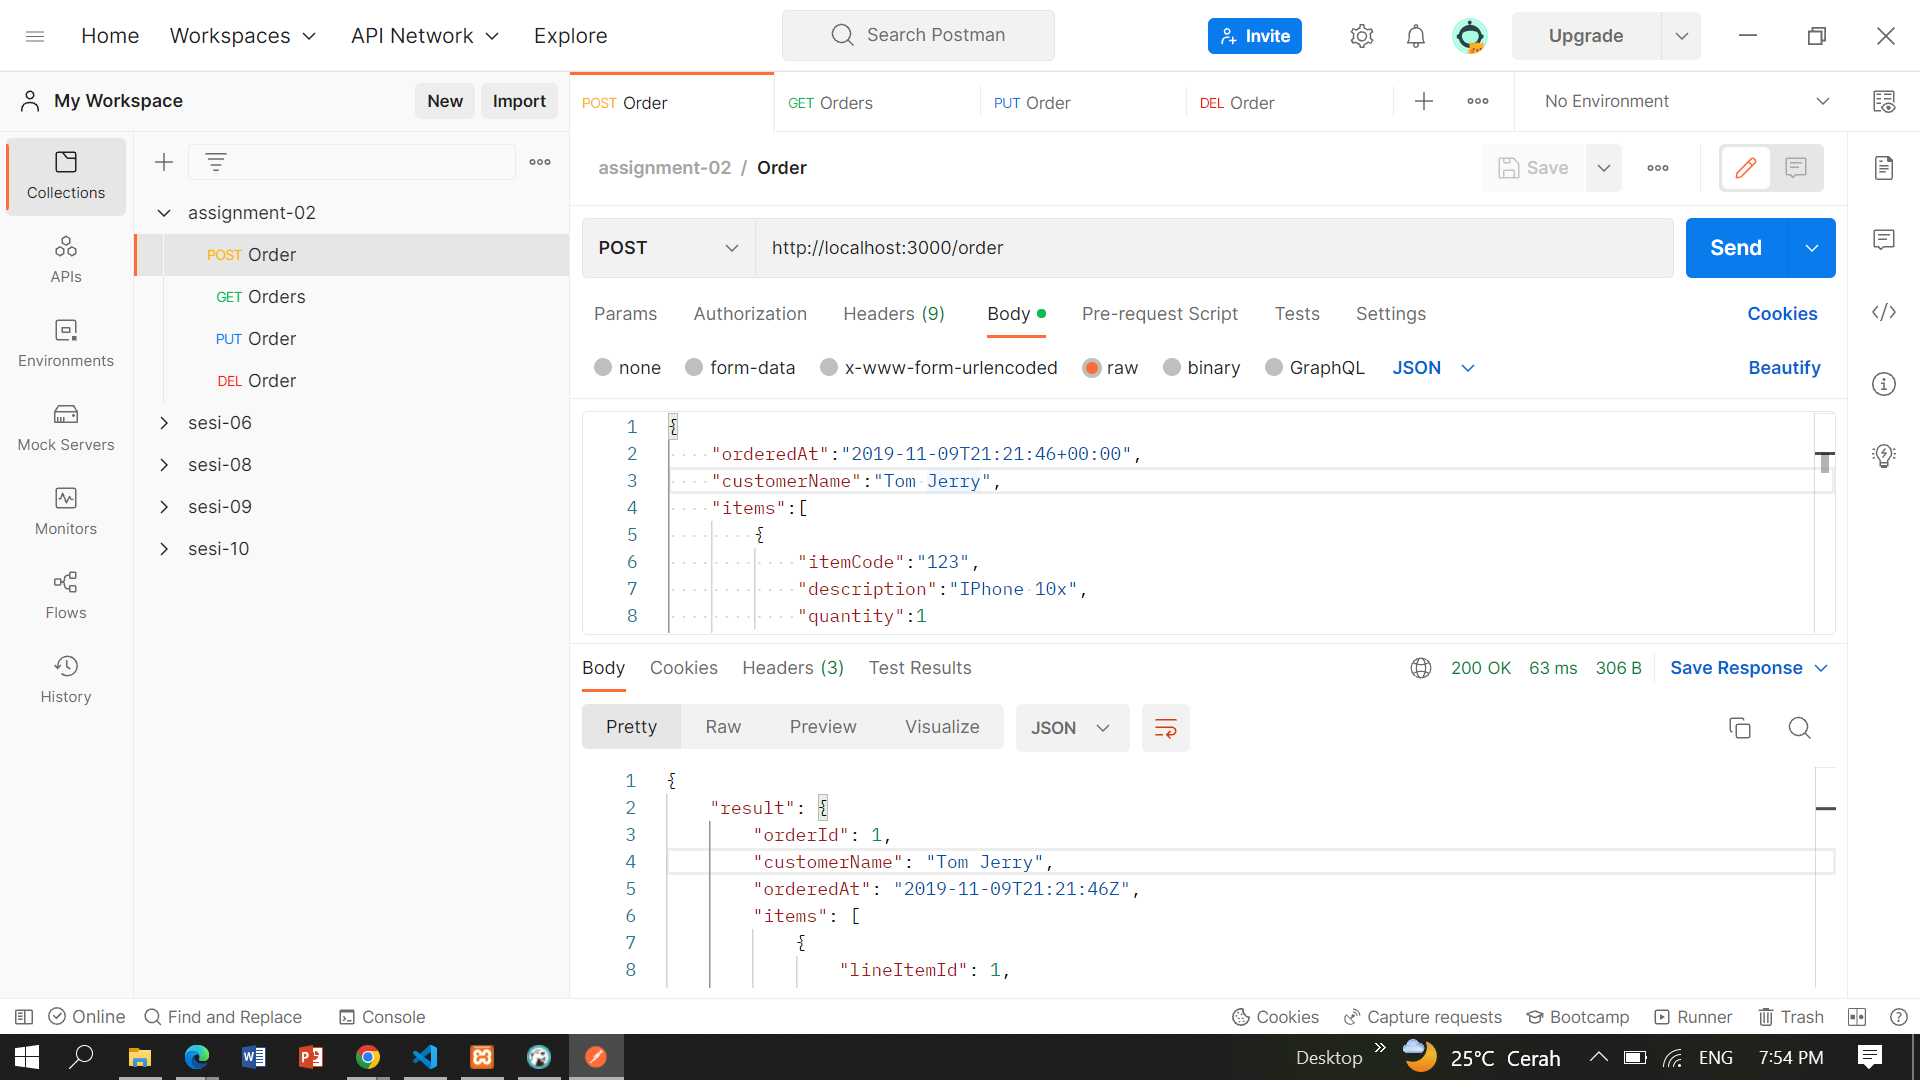 Home Workspaces API Network Explore Search Postman Invite Upgrade
My Workspace New Import
POST Order GET Orders PUT Order DEL Order No Environment
Collections
APIs
Environments
Mock Servers
Monitors
Flows
History
assignment-02
POST Order
GET Orders
PUT Order
DEL Order
sesi-06
sesi-08
sesi-09
sesi-10
assignment-02 / Order Save
POST http://localhost:3000/order Send
Params Authorization Headers (9) Body Pre-request Script Tests Settings Cookies
none form-data x-www-form-urlencoded raw binary GraphQL JSON Beautify
1 {
2 "orderedAt":"2019-11-09T21:21:46+00:00",
3 "customerName":"Tom Jerry",
4 "items":[
5 {
6 "itemCode":"123",
7 "description":"IPhone 10x",
8 "quantity":1
Body Cookies Headers (3) Test Results 200 OK 63 ms 306 B Save Response
Pretty Raw Preview Visualize JSON
1 {
2 "result": {
3 "orderId": 1,
4 "customerName": "Tom Jerry",
5 "orderedAt": "2019-11-09T21:21:46Z",
6 "items": [
7 {
8 "lineItemId": 1,
Online Find and Replace Console Cookies Capture requests Bootcamp Runner Trash
Desktop 25°C Cerah ENG 7:54 PM